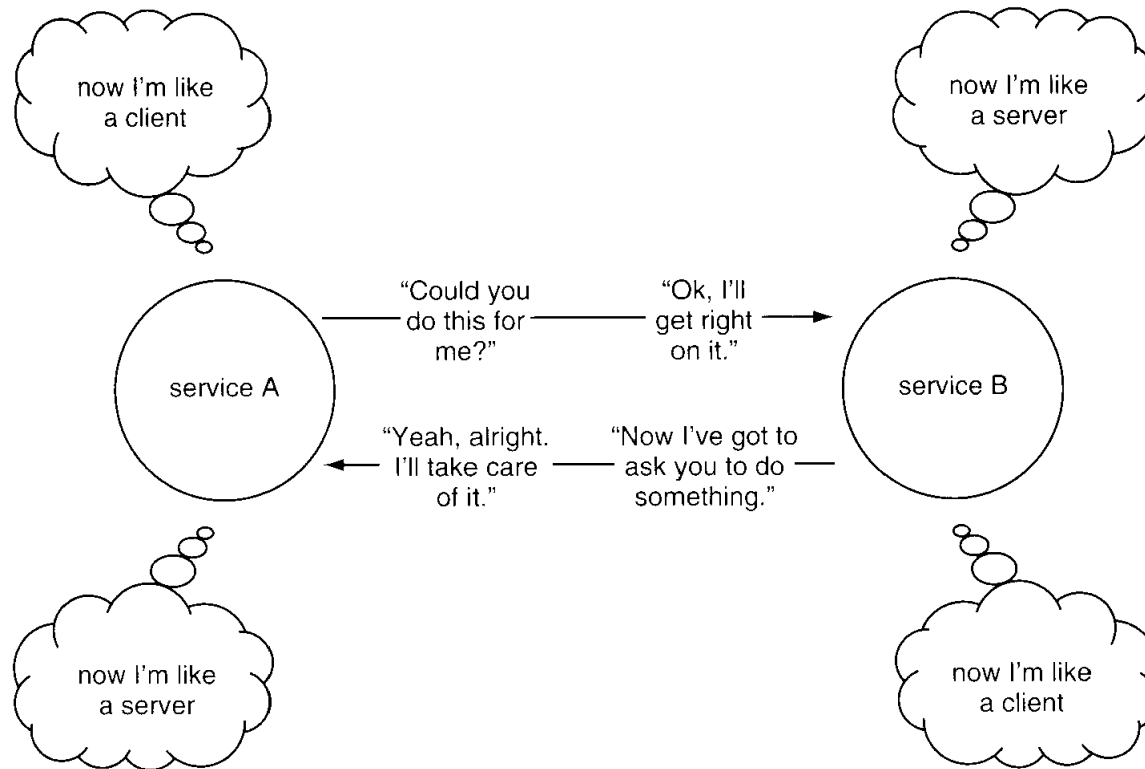 now I'm like
a client
now I'm like
a server
“Could you
do this for
me?”
“Ok, I'll
get right
on it.”
service A
service B
“Yeah, alright.
I'll take care
of it.”
“Now I've got to
ask you to do
something.”
now I'm like
a server
now I'm like
a client